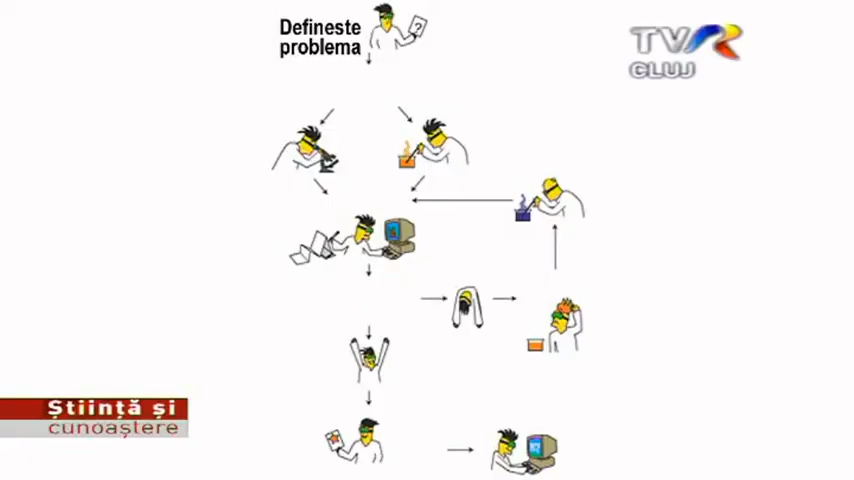 Defineste
problema
?
TVR
CLUJ
Știință și
cunoaștere